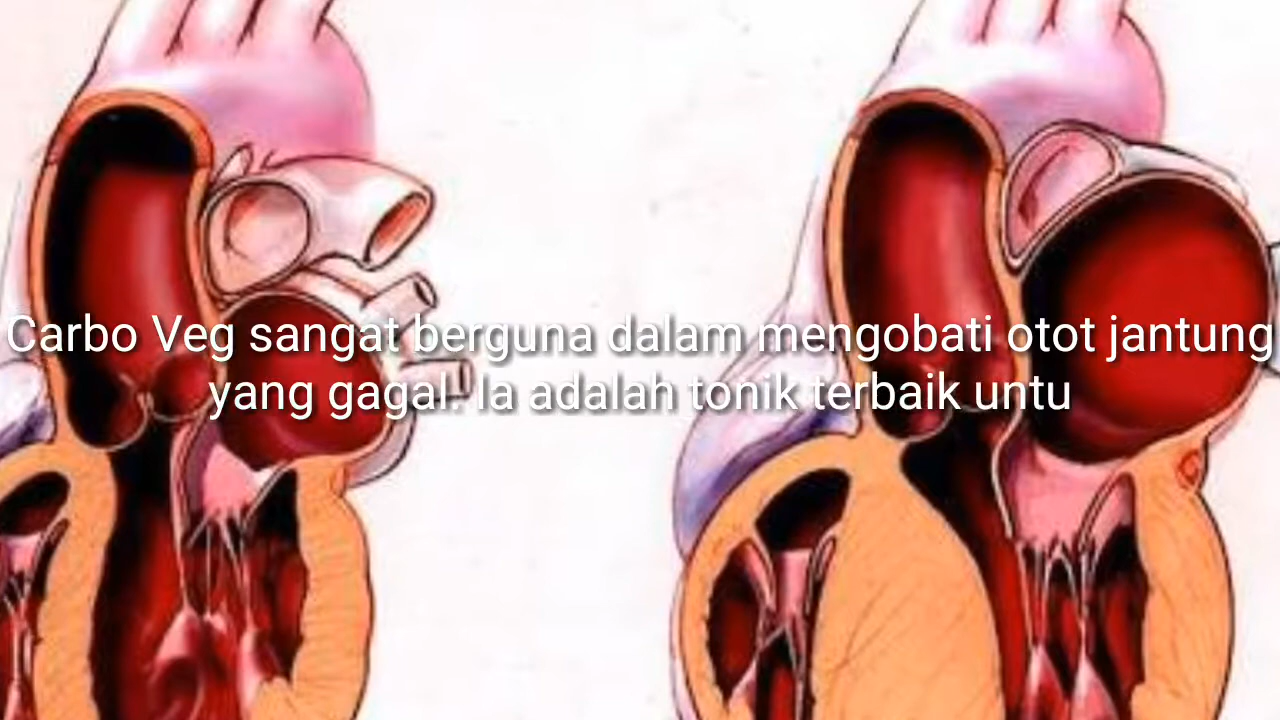 Carbo Veg sangat berguna dalam mengobati otot jantung
yang gagal. Ia adalah tonik terbaik untu